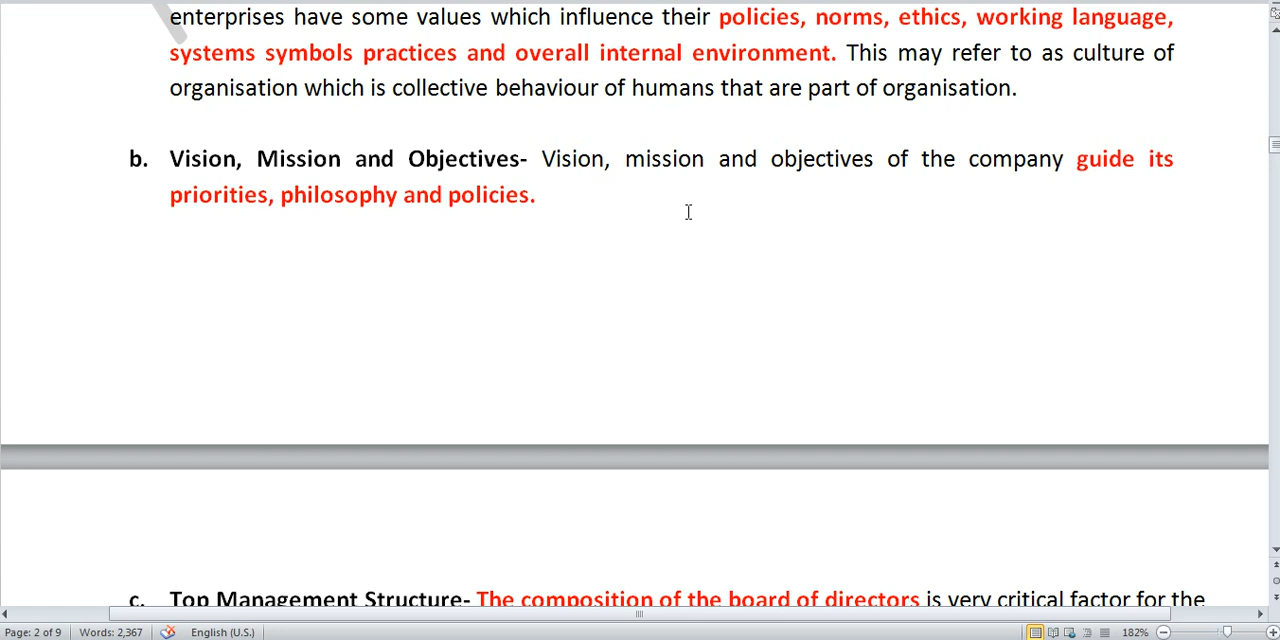 enterprises have some values which influence their policies, norms, ethics, working language,
systems symbols practices and overall internal environment. This may refer to as culture of
organisation which is collective behaviour of humans that are part of organisation.
b. Vision, Mission and Objectives- Vision, mission and objectives of the company guide its
priorities, philosophy and policies.
c. Top Management Structure- The composition of the board of directors is very critical factor for the
Page: 2 of 9 Words: 2,367 English (U.S.) 182%